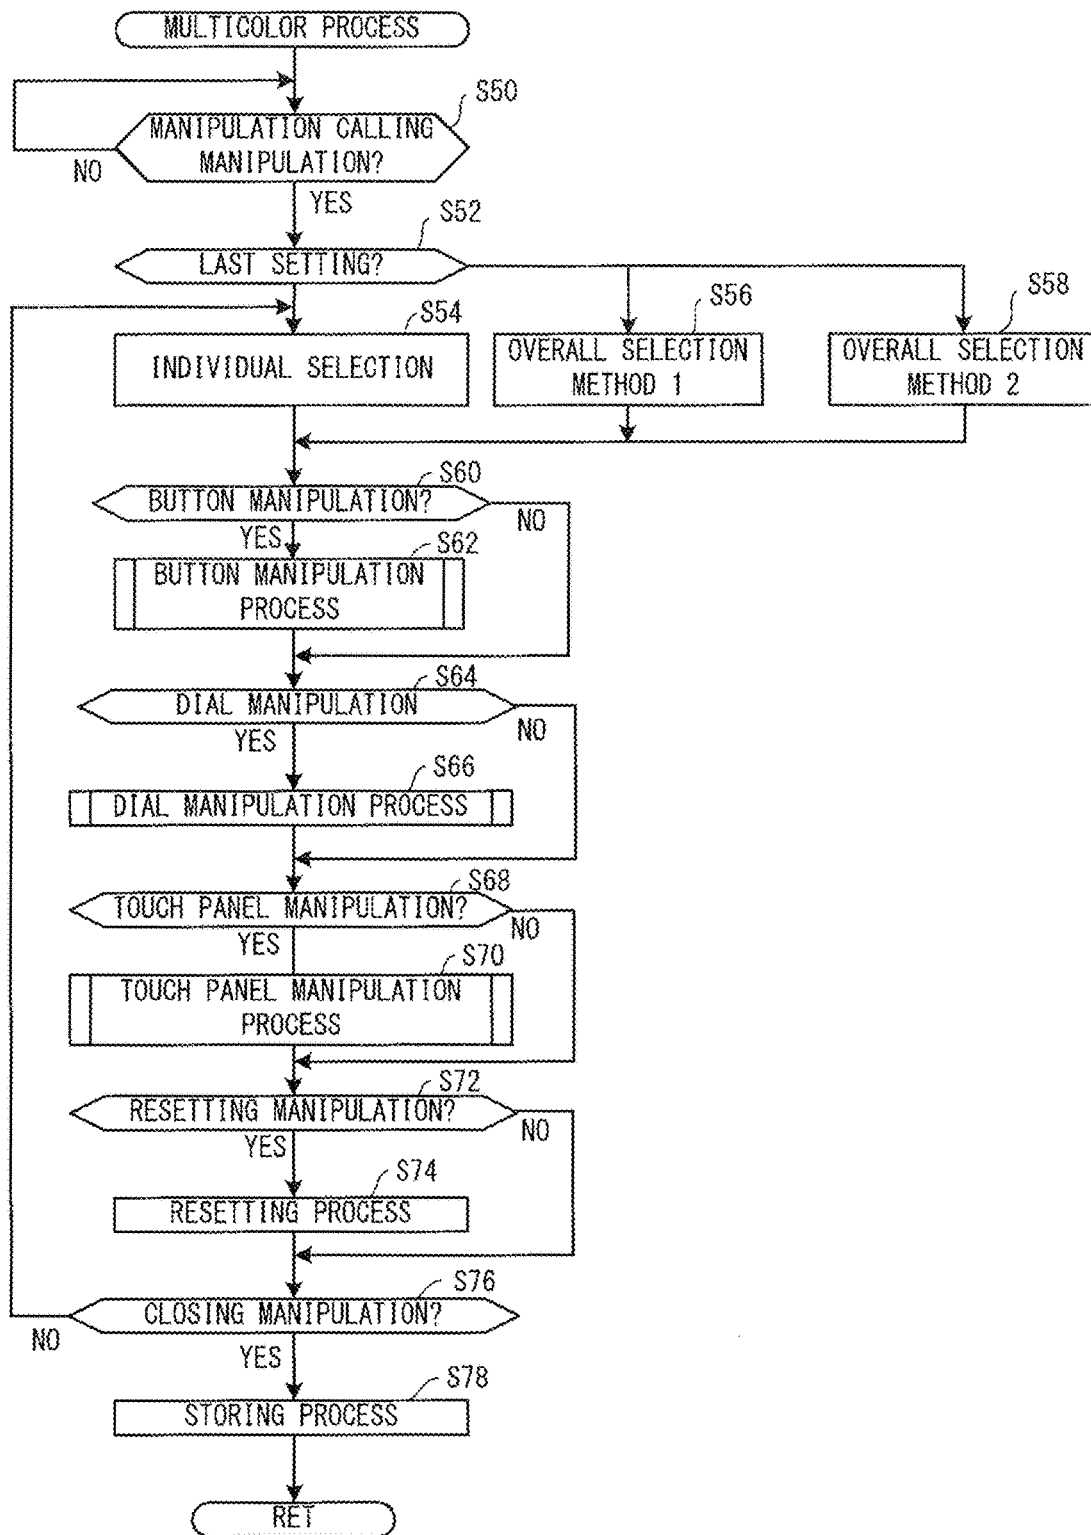 MULTICOLOR PROCESS
S50
MANIPULATION CALLING
MANIPULATION?
NO
YES
S52
LAST SETTING?
S54
INDIVIDUAL SELECTION
S56
OVERALL SELECTION
METHOD 1
S58
OVERALL SELECTION
METHOD 2
S60
BUTTON MANIPULATION?
NO
YES
S62
BUTTON MANIPULATION
PROCESS
S64
DIAL MANIPULATION
NO
YES
S66
DIAL MANIPULATION PROCESS
S68
TOUCH PANEL MANIPULATION?
NO
YES
S70
TOUCH PANEL MANIPULATION
PROCESS
S72
RESETTING MANIPULATION?
NO
YES
S74
RESETTING PROCESS
S76
CLOSING MANIPULATION?
NO
YES
S78
STORING PROCESS
RET